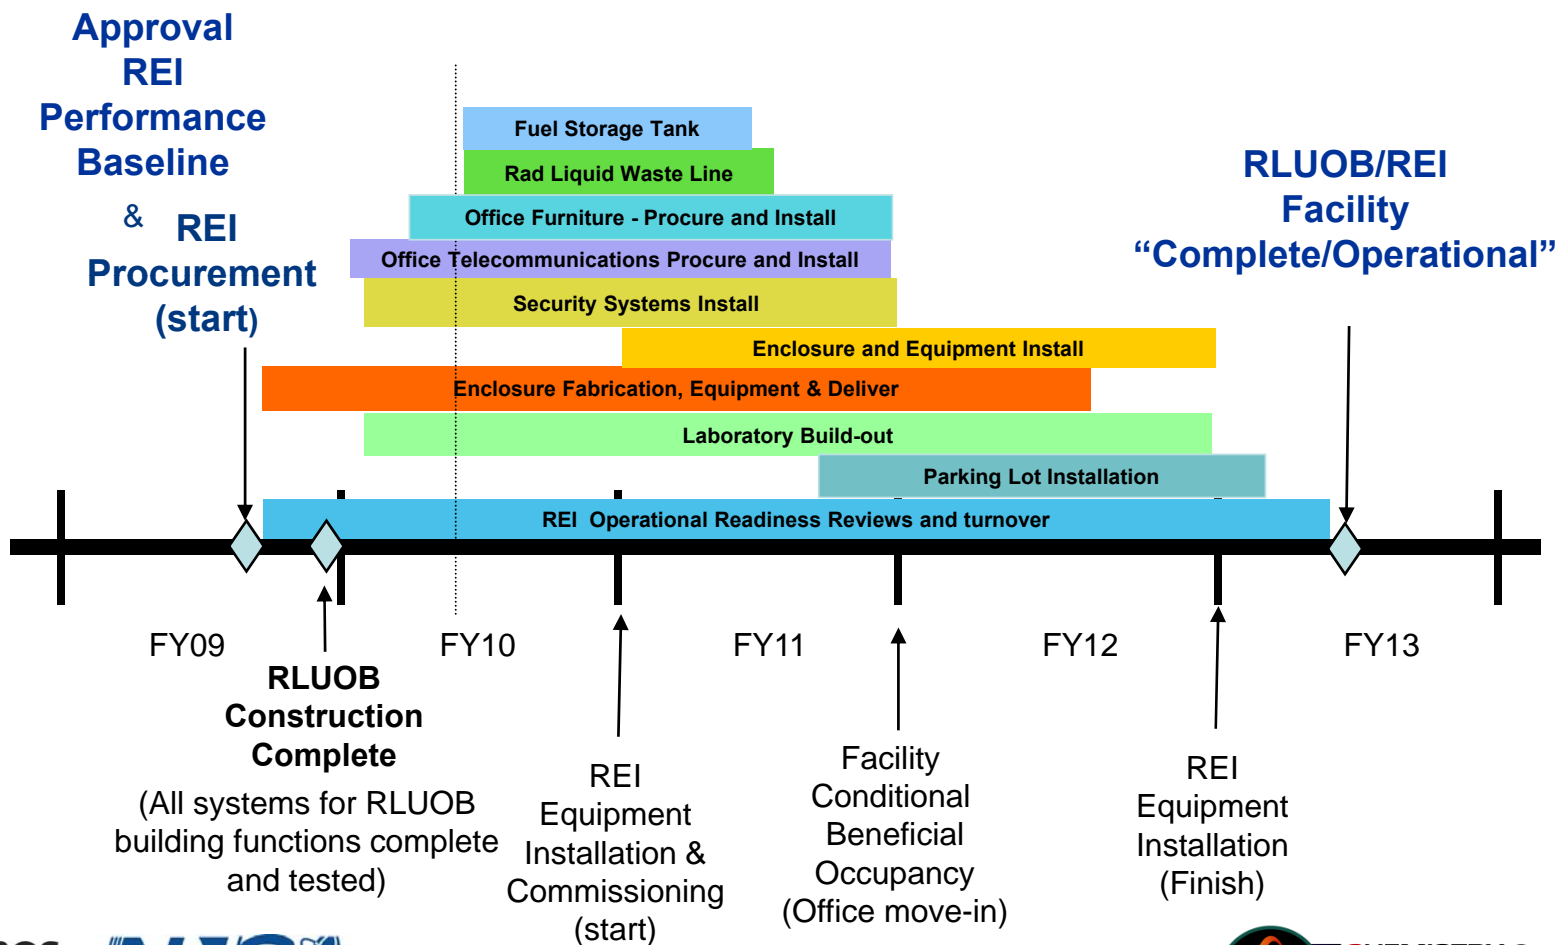 Approval
REI
Performance
Baseline
& REI
Procurement
(start)
Fuel Storage Tank
Rad Liquid Waste Line
Office Furniture - Procure and Install
Office Telecommunications Procure and Install
Security Systems Install
Enclosure and Equipment Install
Enclosure Fabrication, Equipment & Deliver
Laboratory Build-out
Parking Lot Installation
REI Operational Readiness Reviews and turnover
RLUOB/REI
Facility
“Complete/Operational”
FY09
FY10
FY11
FY12
FY13
RLUOB
Construction
Complete
(All systems for RLUOB
building functions complete
and tested)
REI
Equipment
Installation &
Commissioning
(start)
Facility
Conditional
Beneficial
Occupancy
(Office move-in)
REI
Equipment
Installation
(Finish)